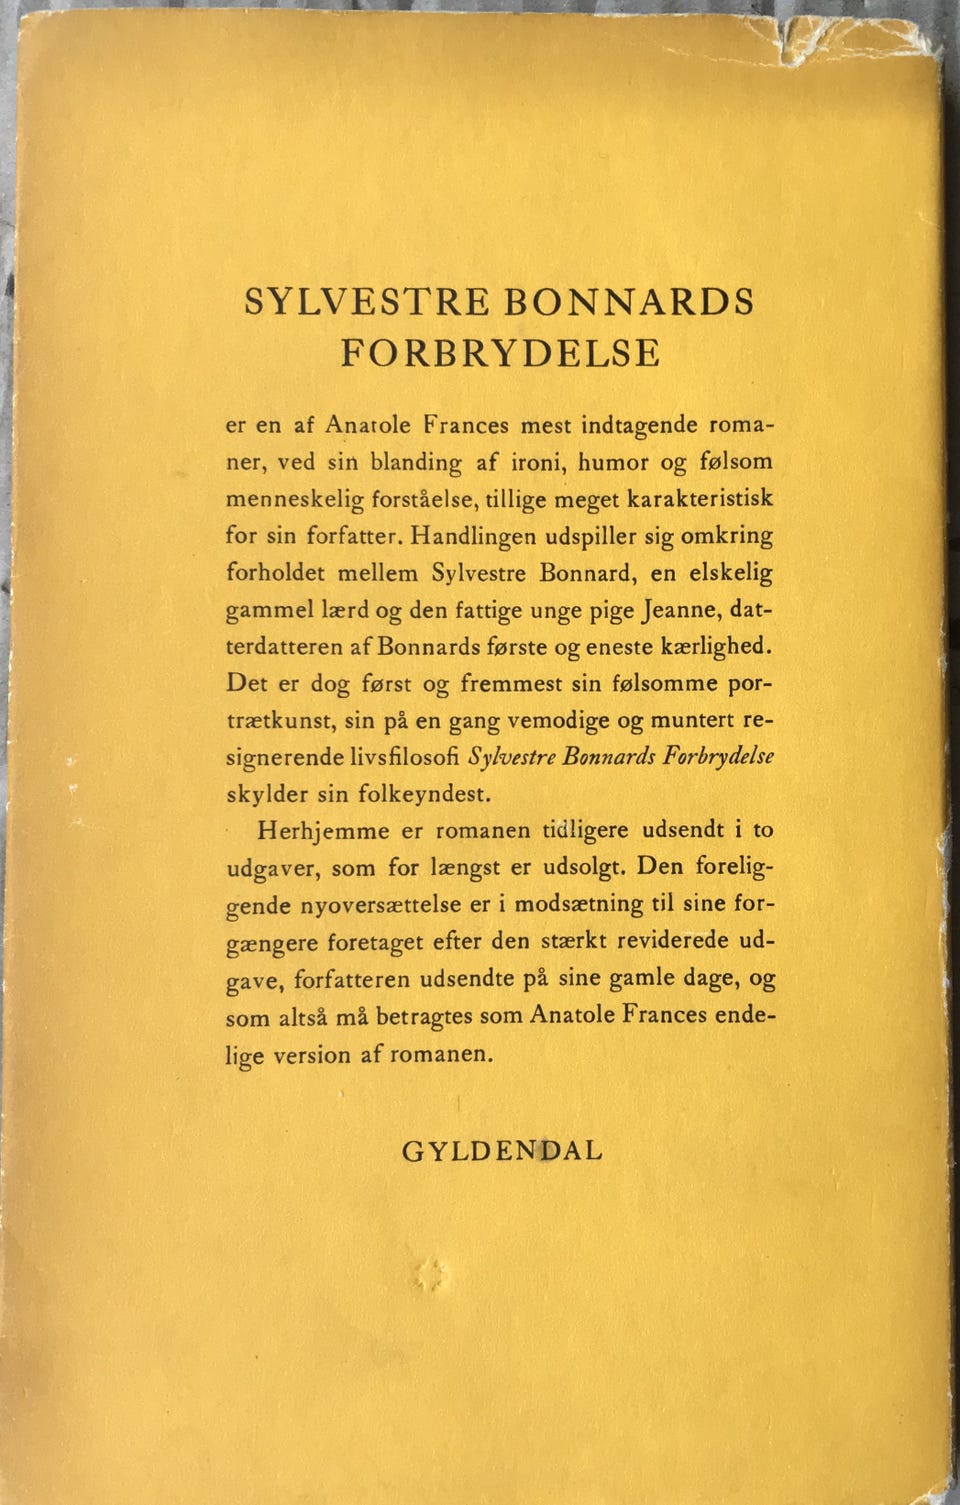 SYLVESTRE BONNARDS
FORBRYDELSE
er en af Anatole Frances mest indtagende roma-
ner, ved sin blanding af ironi, humor og følsom
menneskelig forståelse, tillige meget karakteristisk
for sin forfatter. Handlingen udspiller sig omkring
forholdet mellem Sylvestre Bonnard, en elskelig
gammel lærd og den fattige unge pige Jeanne, dat-
terdatteren af Bonnards første og eneste kærlighed.
Det er dog først og fremmest sin følsomme por-
trætkunst, sin på en gang vemodige og muntert re-
signerende livsfilosofi Sylvestre Bonnards Forbrydelse
skylder sin folkeyndest.
Herhjemme er romanen tidligere udsendt i to
udgaver, som for længst er udsolgt. Den forelig-
gende nyoversættelse er i modsætning til sine for-
gængere foretaget efter den stærkt reviderede ud-
gave, forfatteren udsendte på sine gamle dage, og
som altså må betragtes som Anatole Frances ende-
lige version af romanen.
GYLDENDAL